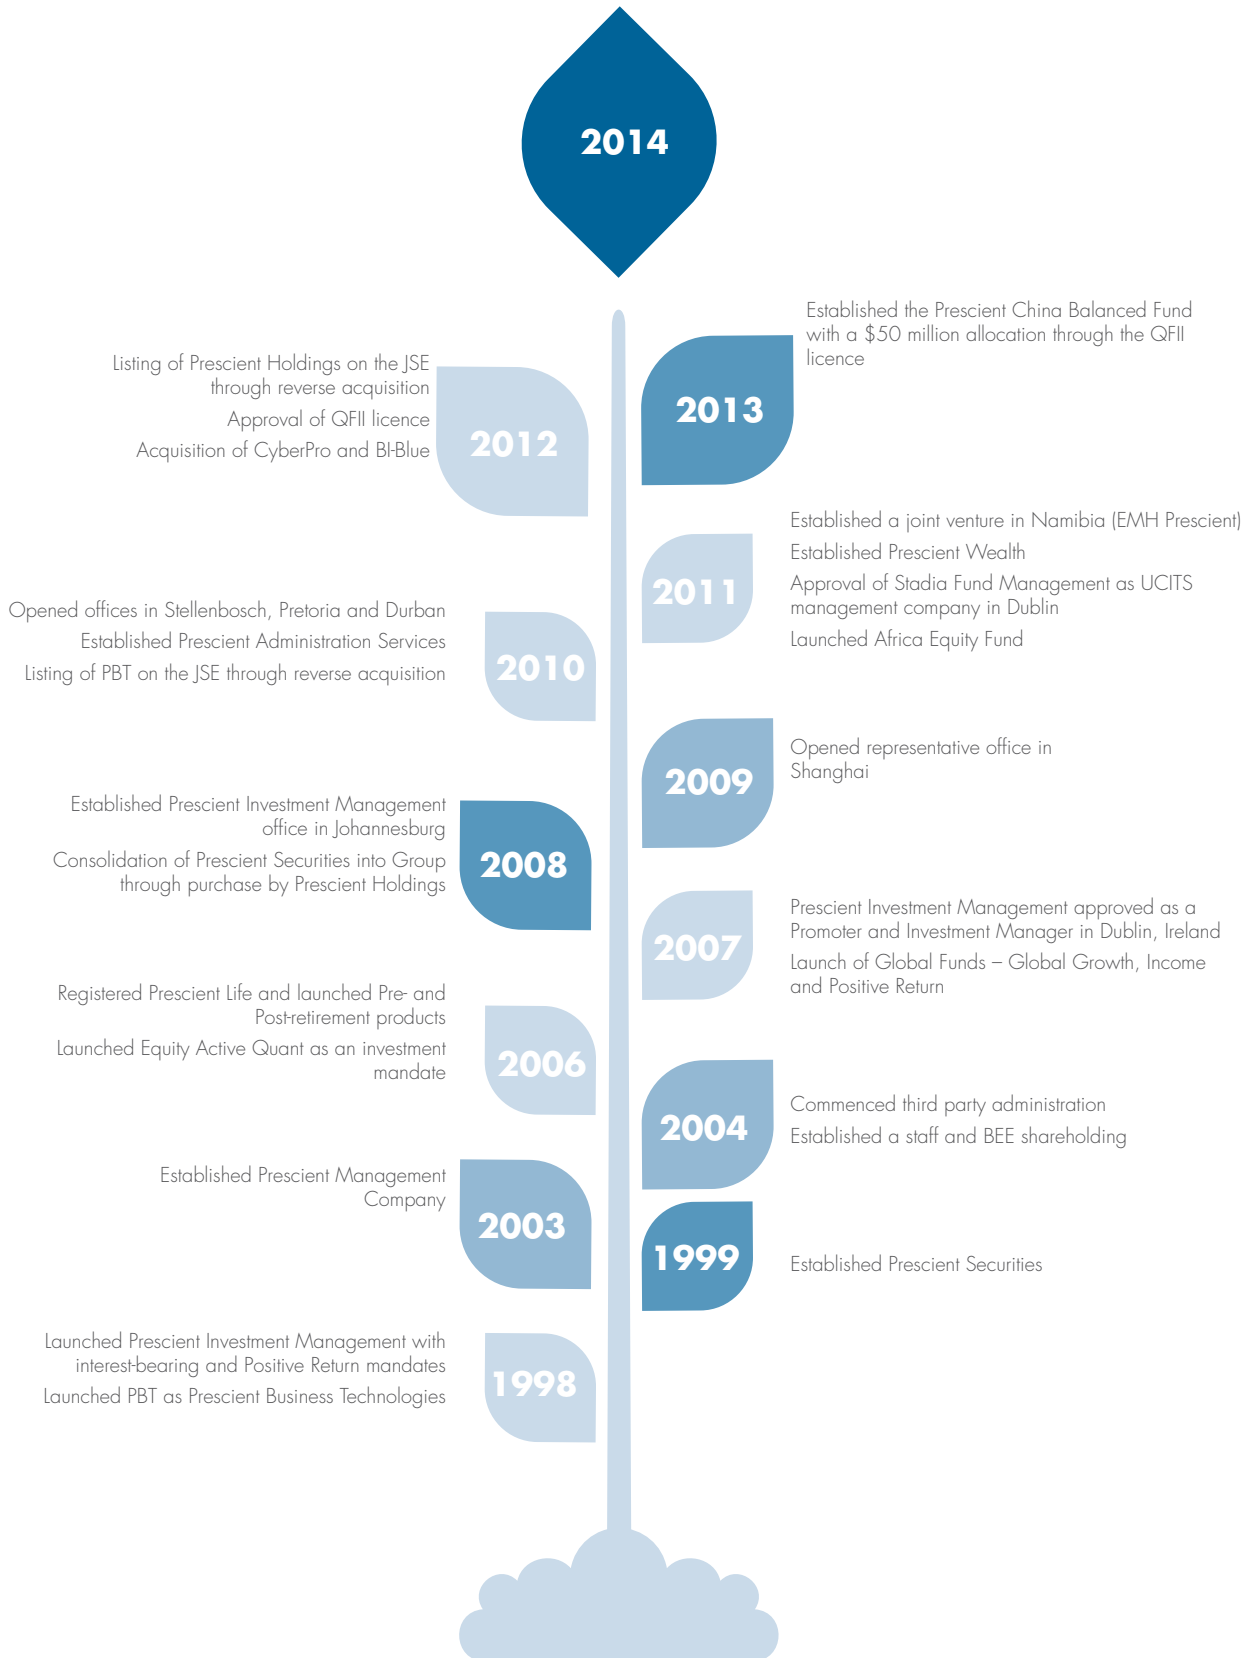 2014
Established the Prescient China Balanced Fund
with a $50 million allocation through the QFII
licence
2013
Listing of Prescient Holdings on the JSE
through reverse acquisition
Approval of QFII licence
Acquisition of CyberPro and BI-Blue
2012
Established a joint venture in Namibia (EMH Prescient)
Established Prescient Wealth
Approval of Stadia Fund Management as UCITS
management company in Dublin
Launched Africa Equity Fund
2011
Opened offices in Stellenbosch, Pretoria and Durban
Established Prescient Administration Services
Listing of PBT on the JSE through reverse acquisition
2010
Opened representative office in
Shanghai
2009
Established Prescient Investment Management
office in Johannesburg
Consolidation of Prescient Securities into Group
through purchase by Prescient Holdings
2008
Prescient Investment Management approved as a
Promoter and Investment Manager in Dublin, Ireland
Launch of Global Funds – Global Growth, Income
and Positive Return
2007
Registered Prescient Life and launched Pre- and
Post-retirement products
Launched Equity Active Quant as an investment
mandate
2006
Commenced third party administration
Established a staff and BEE shareholding
2004
Established Prescient Management
Company
2003
1999
Established Prescient Securities
Launched Prescient Investment Management with
interest-bearing and Positive Return mandates
Launched PBT as Prescient Business Technologies
1998